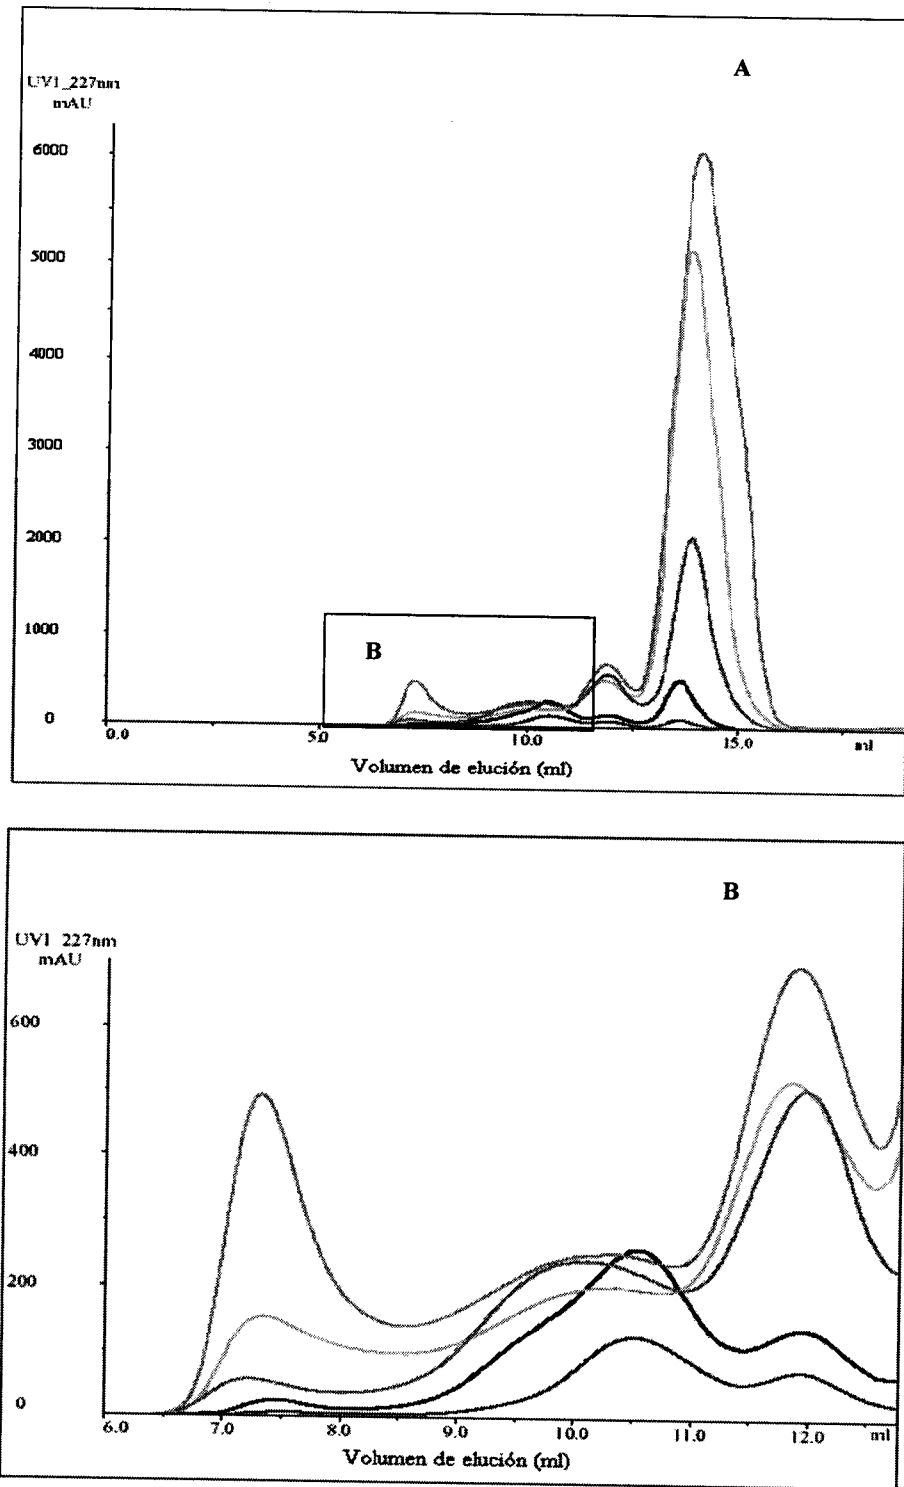 A
UV1_227nm
mAU
6000
5000
4000
3000
2000
1000
B
0
0.0 5.0 10.0 15.0 ml
Volumen de elución (ml)
B
UV1 227nm
mAU
600
400
200
0
6.0 7.0 8.0 9.0 10.0 11.0 12.0 ml
Volumen de elución (ml)